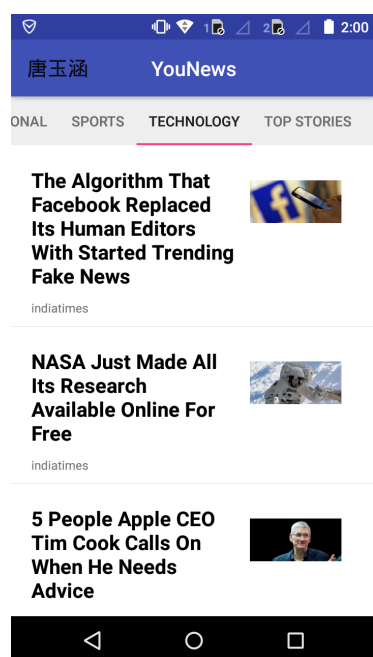 1 2 2:00
唐玉涵 YouNews
ONAL SPORTS TECHNOLOGY TOP STORIES
The Algorithm That
Facebook Replaced
Its Human Editors
With Started Trending
Fake News
indiatimes
NASA Just Made All
Its Research
Available Online For
Free
indiatimes
5 People Apple CEO
Tim Cook Calls On
When He Needs
Advice